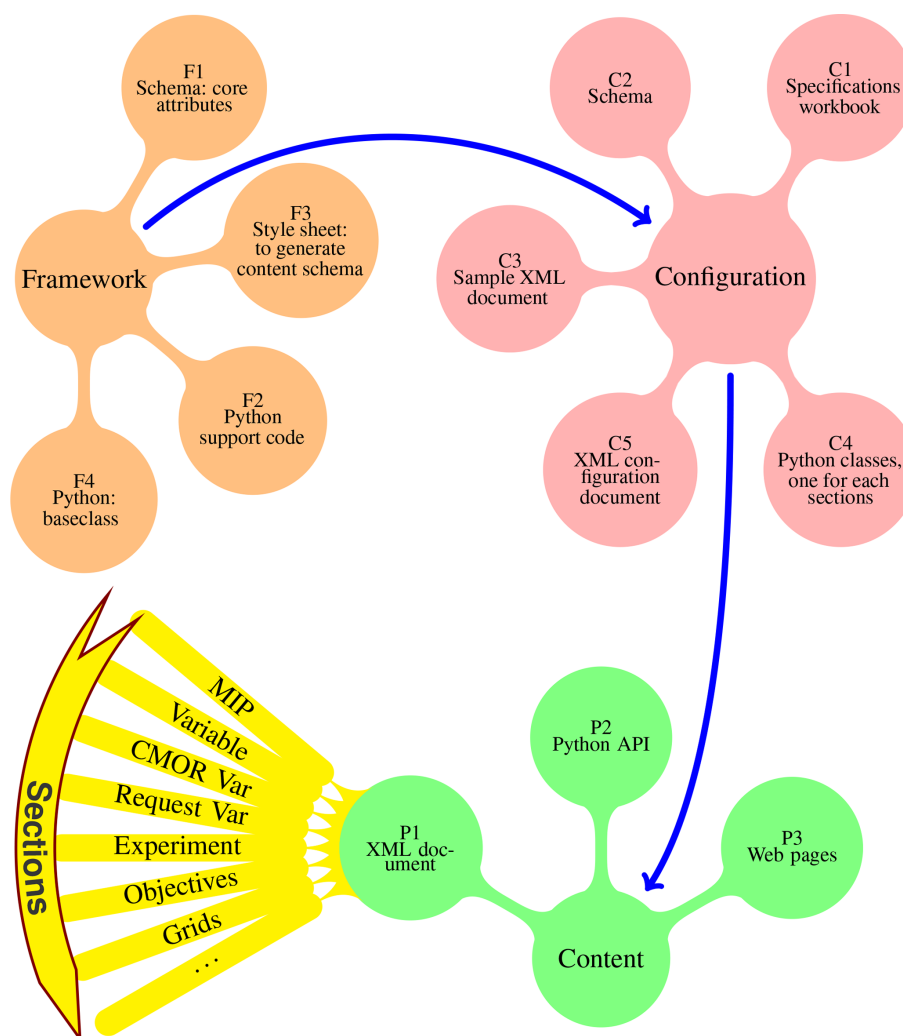 F1
Schema: core
attributes
F3
Style sheet:
to generate
content schema
Framework
F2
Python
support code
F4
Python:
baseclass
C2
Schema
C1
Specifications
workbook
C3
Sample XML
document
Configuration
C5
XML con-
figuration
document
C4
Python classes,
one for each
sections
Sections
MIP
Variable
CMOR Var
Request Var
Experiment
Objectives
Grids
...
P1
XML doc-
ument
P2
Python API
P3
Web pages
Content